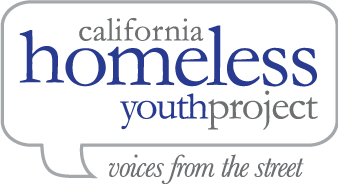 california
homeless
youthproject
voices from the street